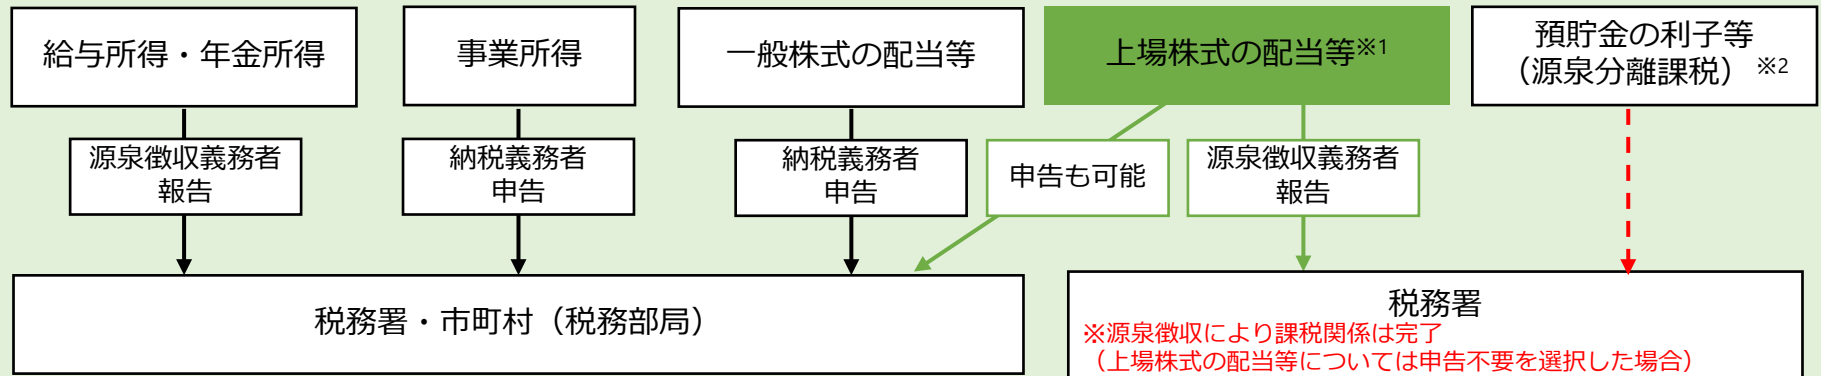 給与所得・年金所得
事業所得
一般株式の配当等
上場株式の配当等※1
預貯金の利子等
（源泉分離課税）※2
源泉徴収義務者
報告
納税義務者
申告
納税義務者
申告
申告も可能
源泉徴収義務者
報告
税務署・市町村（税務部局）
税務署
※源泉徴収により課税関係は完了
（上場株式の配当等については申告不要を選択した場合）